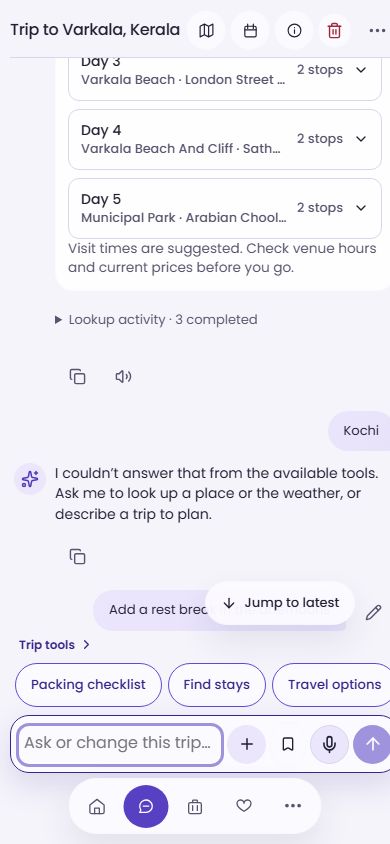 Trip to Varkala, Kerala
Day 3
2 stops
Varkala Beach · London Street ...
Day 4
2 stops
Varkala Beach And Cliff · Sath...
Day 5
2 stops
Municipal Park · Arabian Chool...
Visit times are suggested. Check venue hours
and current prices before you go.
Lookup activity · 3 completed
Kochi
I couldn't answer that from the available tools.
Ask me to look up a place or the weather, or
describe a trip to plan.
Add a rest
Jump to latest
Trip tools
Packing checklist
Find stays
Travel options
Ask or change this trip...